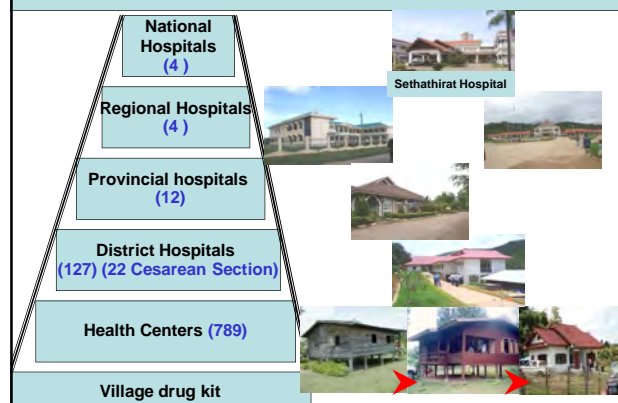 National
Hospitals
(4 )
Sethathirat Hospital
Regional Hospitals
(4 )
Provincial hospitals
(12)
District Hospitals
(127) (22 Cesarean Section)
Health Centers (789)
Village drug kit